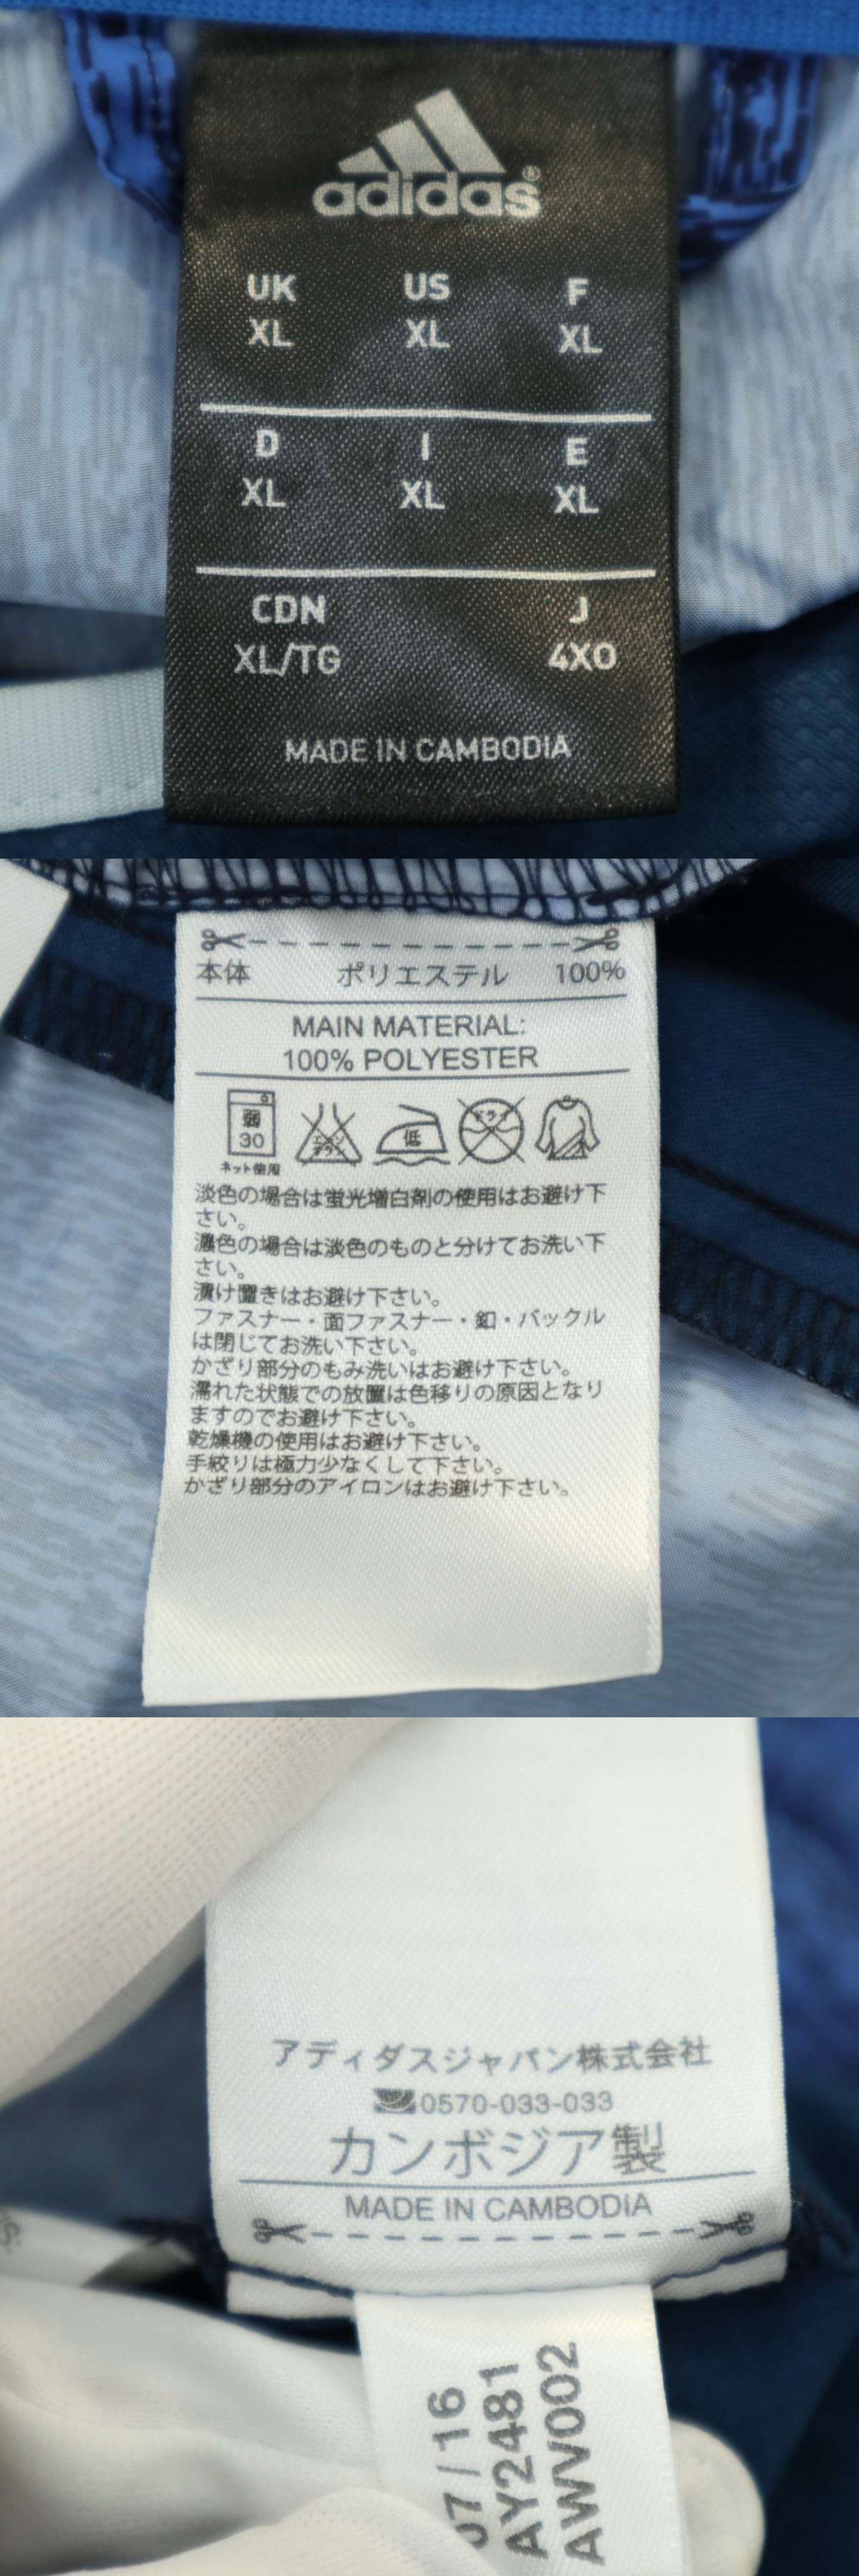 adidas®
UK US F
XL XL XL
D I E
XL XL XL
CDN J
XL/TG 4XO
MADE IN CAMBODIA
本体 ポリエステル 100%
MAIN MATERIAL:
100% POLYESTER
弱 30 エンソ サラシ 低 ドライ
ネット使用
淡色の場合は蛍光増白剤の使用はお避け下
さい。
濃色の場合は淡色のものと分けてお洗い下
さい。
漬け置きはお避け下さい。
ファスナー・面ファスナー・釦・バックル
は閉じてお洗い下さい。
かざり部分のもみ洗いはお避け下さい。
濡れた状態での放置は色移りの原因となり
ますのでお避け下さい。
乾燥機の使用はお避け下さい。
手絞りは極力少なくして下さい。
かざり部分のアイロンはお避け下さい。
アディダスジャパン株式会社
0570-033-033
カンボジア製
MADE IN CAMBODIA
07/16
AY2481
AWV002